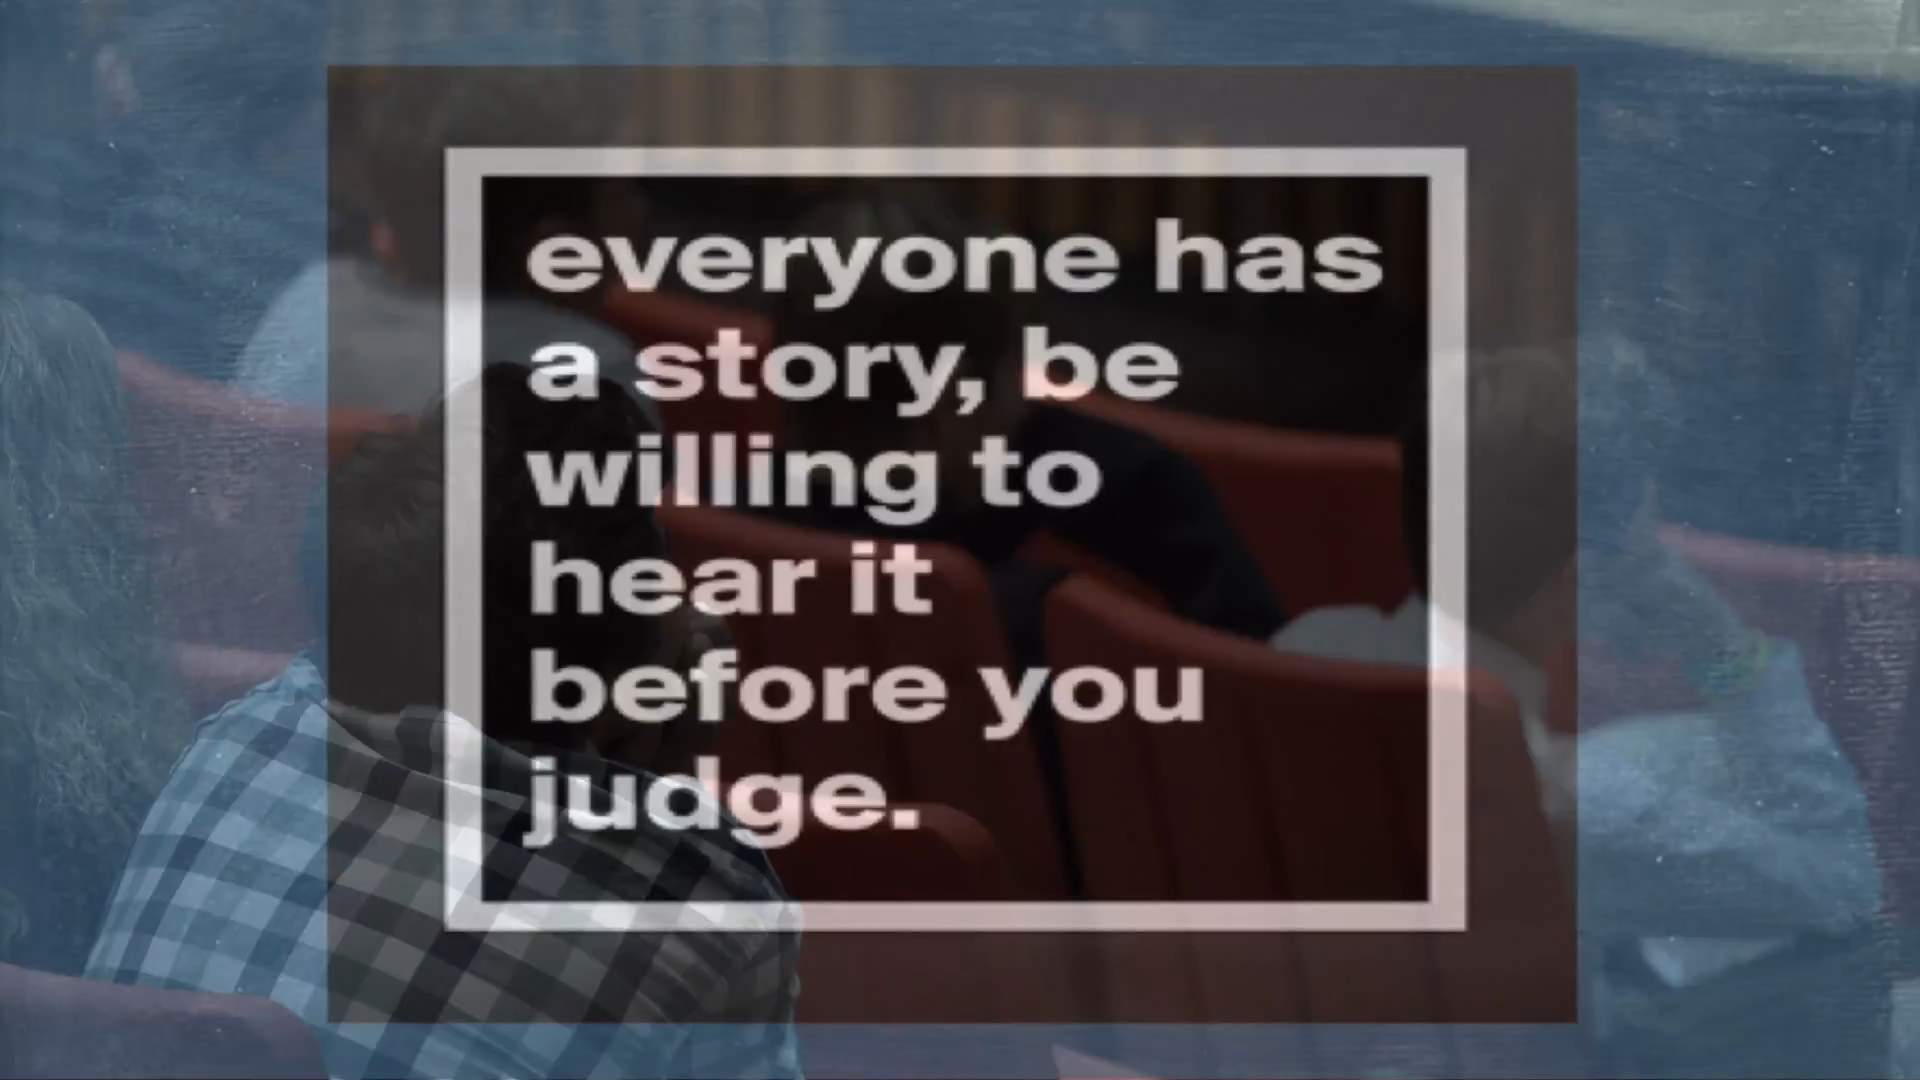 everyone has
a story, be
willing to
hear it
before you
judge.